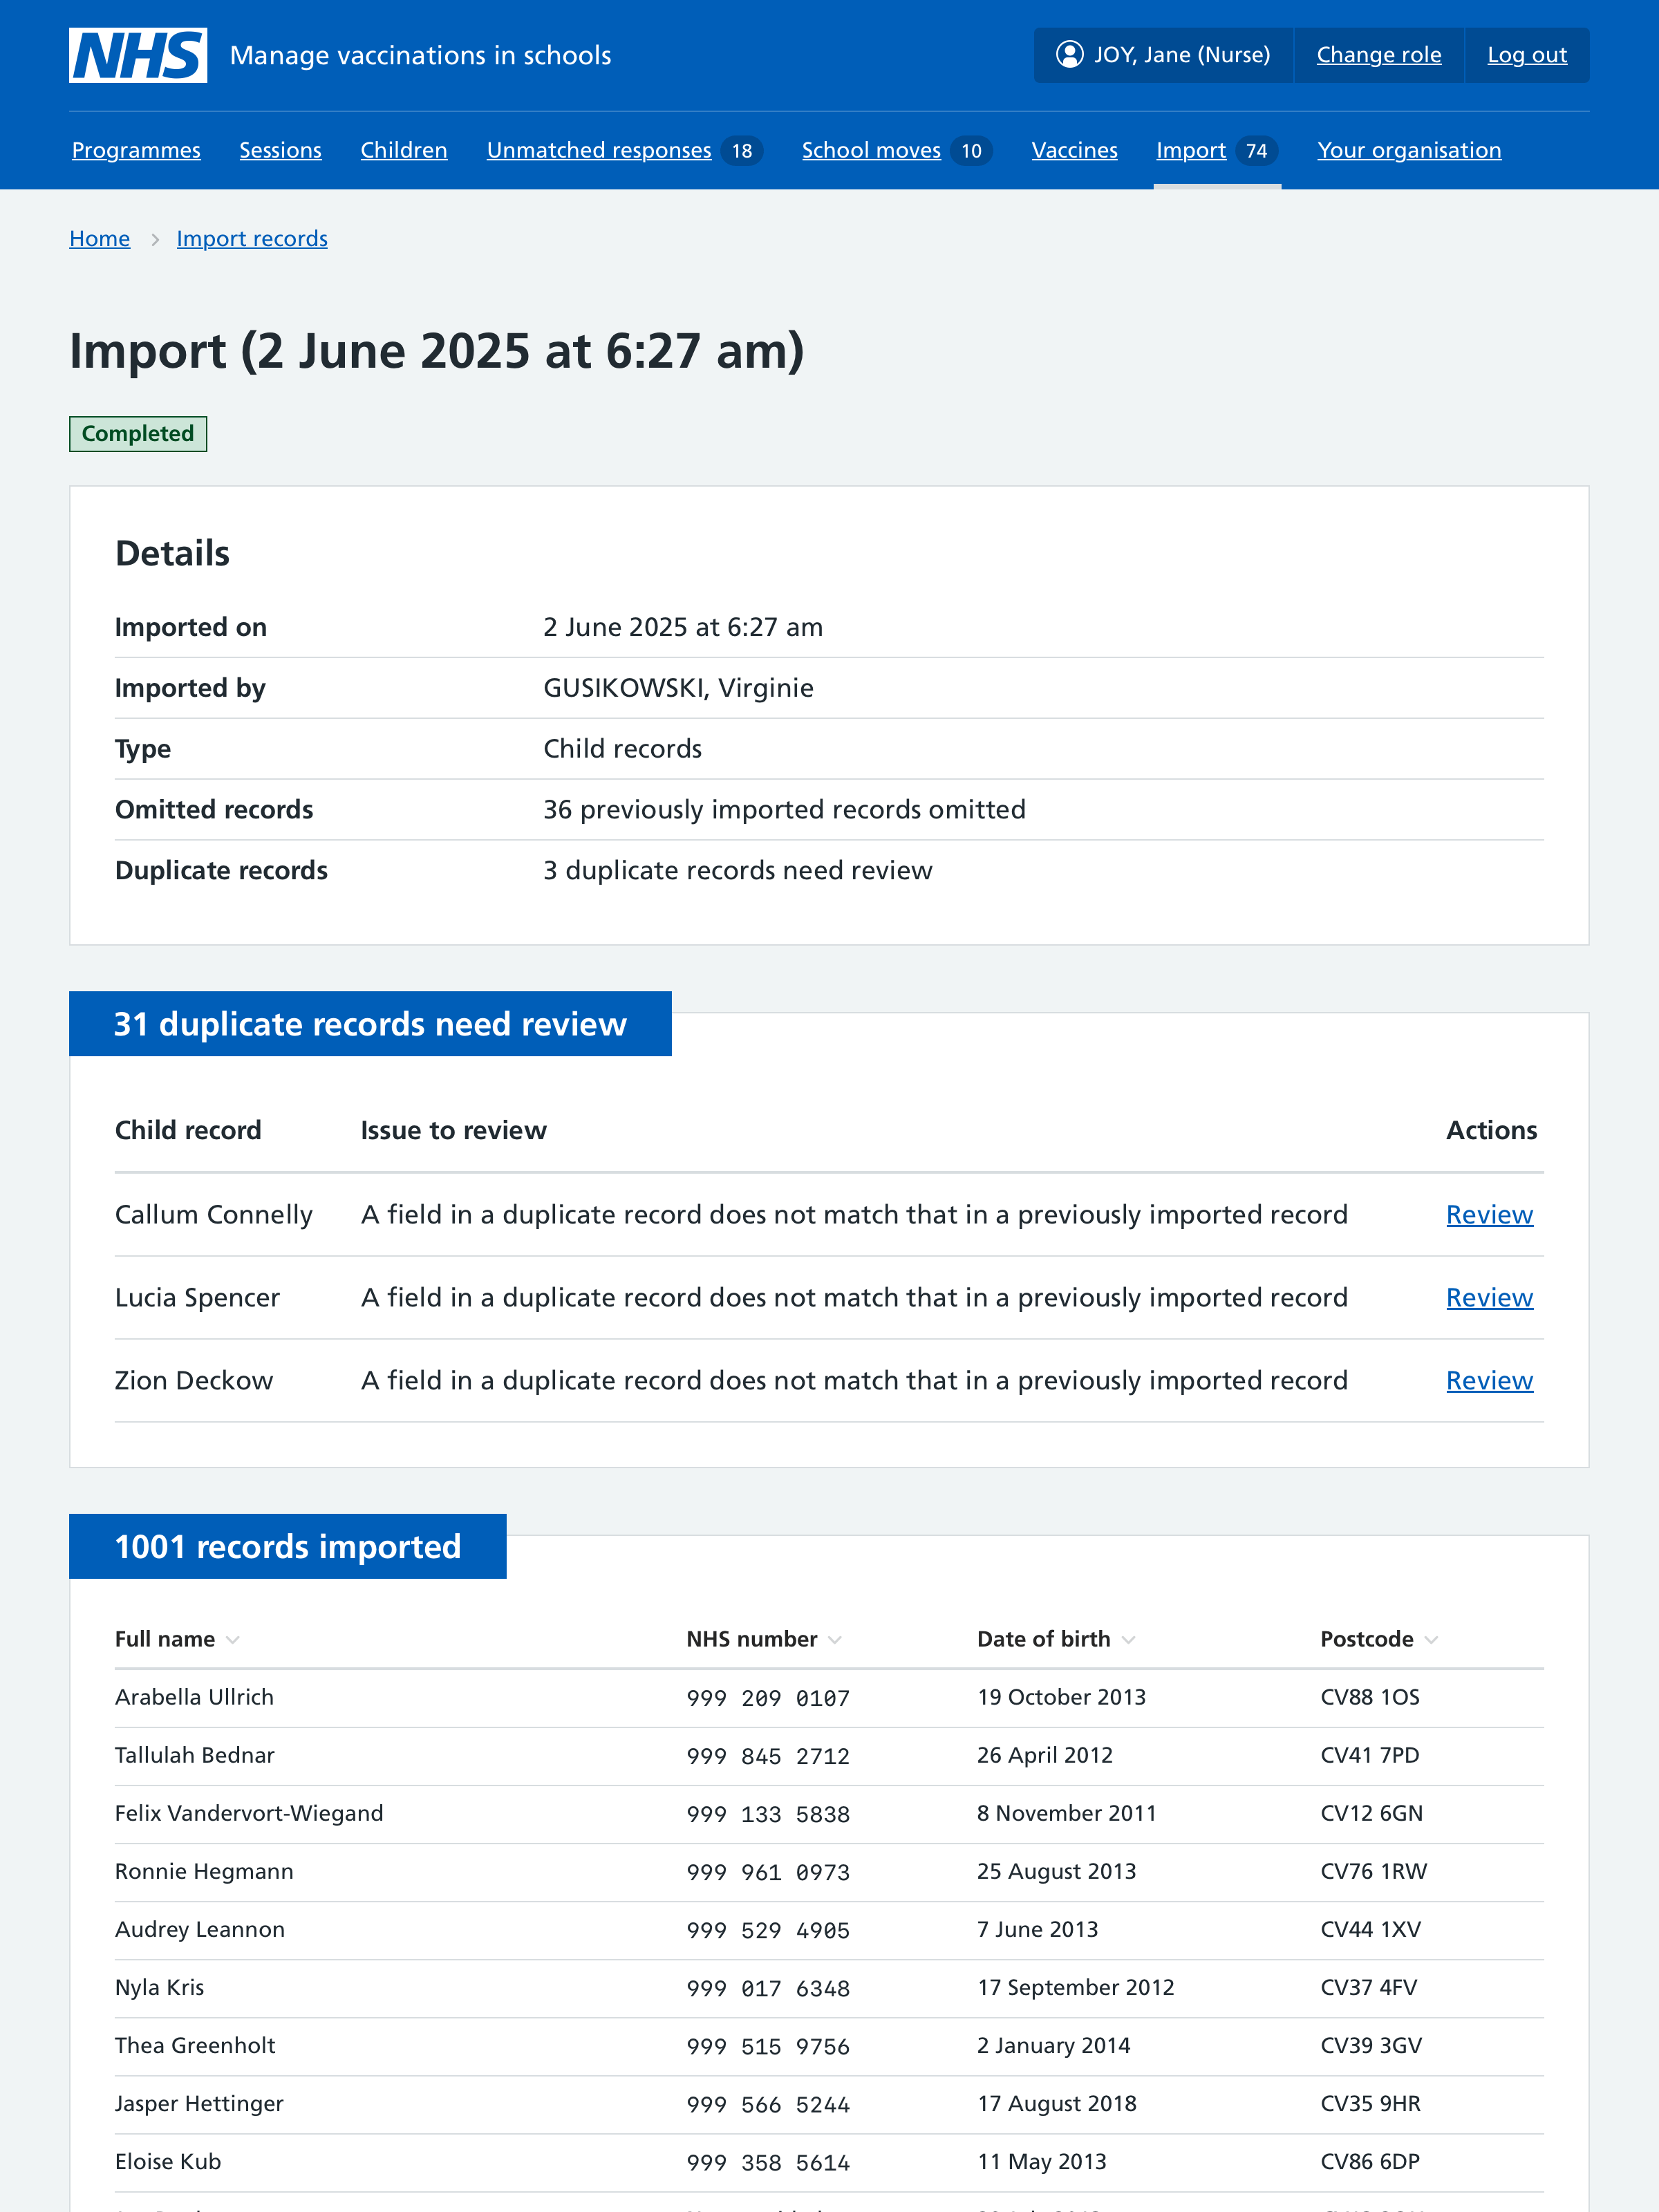 NHS Manage vaccinations in schools JOY, Jane (Nurse) Change role Log out
Programmes Sessions Children Unmatched responses 18 School moves 10 Vaccines Import 74 Your organisation
Home Import records
Import (2 June 2025 at 6:27 am)
Completed
Details
Imported on 2 June 2025 at 6:27 am
Imported by GUSIKOWSKI, Virginie
Type Child records
Omitted records 36 previously imported records omitted
Duplicate records 3 duplicate records need review
31 duplicate records need review
Child record Issue to review Actions
Callum Connelly A field in a duplicate record does not match that in a previously imported record Review
Lucia Spencer A field in a duplicate record does not match that in a previously imported record Review
Zion Deckow A field in a duplicate record does not match that in a previously imported record Review
1001 records imported
Full name NHS number Date of birth Postcode
Arabella Ullrich 999 209 0107 19 October 2013 CV88 1OS
Tallulah Bednar 999 845 2712 26 April 2012 CV41 7PD
Felix Vandervort-Wiegand 999 133 5838 8 November 2011 CV12 6GN
Ronnie Hegmann 999 961 0973 25 August 2013 CV76 1RW
Audrey Leannon 999 529 4905 7 June 2013 CV44 1XV
Nyla Kris 999 017 6348 17 September 2012 CV37 4FV
Thea Greenholt 999 515 9756 2 January 2014 CV39 3GV
Jasper Hettinger 999 566 5244 17 August 2018 CV35 9HR
Eloise Kub 999 358 5614 11 May 2013 CV86 6DP